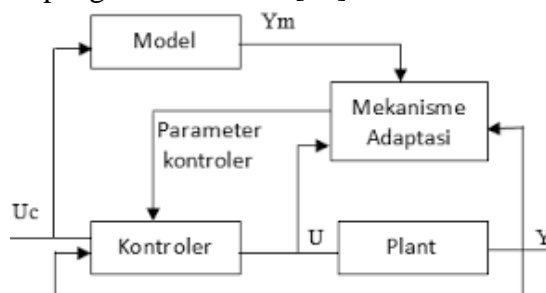 Ym
Model
Mekanisme
Adaptasi
Parameter
kontroler
Uc
Kontroler
U
Plant
Y